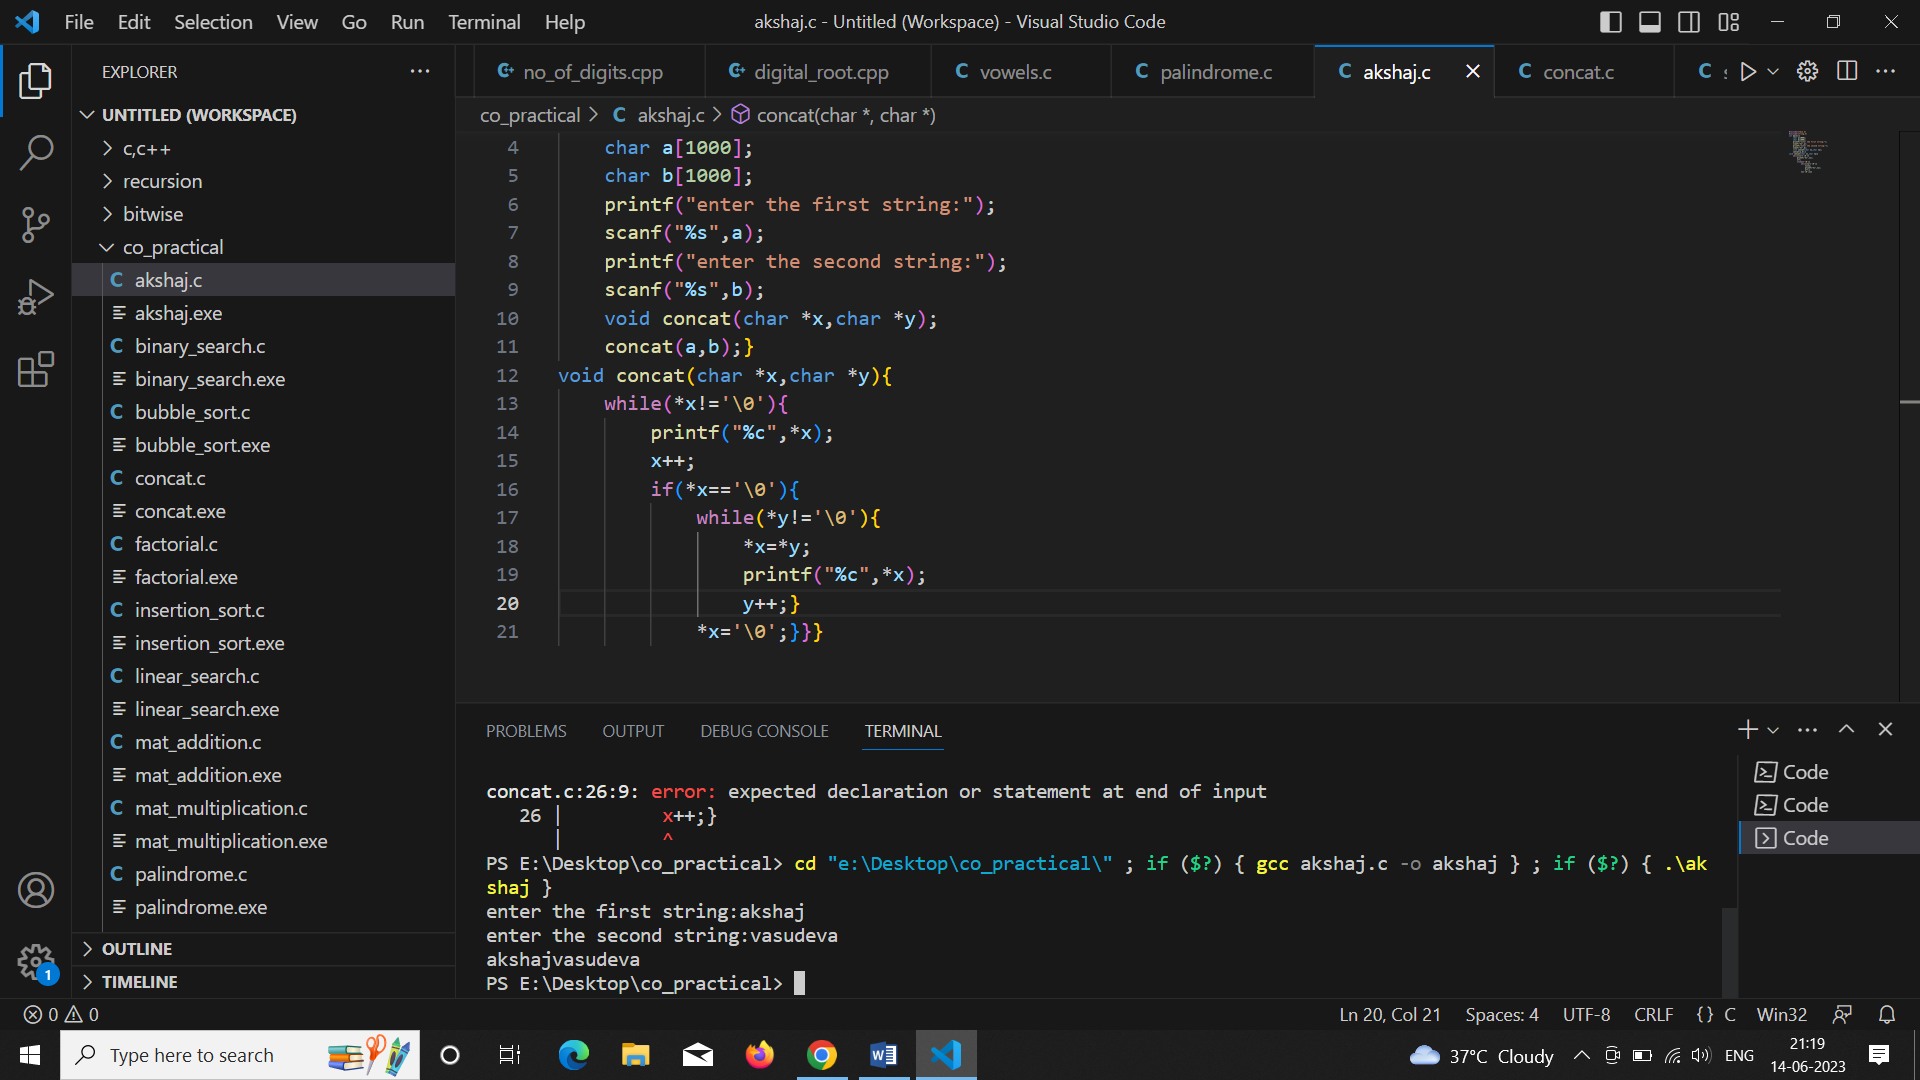 File Edit Selection View Go Run Terminal Help
akshaj.c - Untitled (Workspace) - Visual Studio Code
EXPLORER
UNTITLED (WORKSPACE)
c,c++
recursion
bitwise
co_practical
C akshaj.c
akshaj.exe
C binary_search.c
binary_search.exe
C bubble_sort.c
bubble_sort.exe
C concat.c
concat.exe
C factorial.c
factorial.exe
C insertion_sort.c
insertion_sort.exe
C linear_search.c
linear_search.exe
C mat_addition.c
mat_addition.exe
C mat_multiplication.c
mat_multiplication.exe
C palindrome.c
palindrome.exe
OUTLINE
TIMELINE
1
no_of_digits.cpp
digital_root.cpp
C vowels.c
C palindrome.c
C akshaj.c
C concat.c
C
co_practical > C akshaj.c > concat(char *, char *)
4 char a[1000];
5 char b[1000];
6 printf("enter the first string:");
7 scanf("%s",a);
8 printf("enter the second string:");
9 scanf("%s",b);
10 void concat(char *x,char *y);
11 concat(a,b);}
12 void concat(char *x,char *y){
13 while(*x!='\0'){
14 printf("%c",*x);
15 x++;
16 if(*x=='\0'){
17 while(*y!='\0'){
18 *x=*y;
19 printf("%c",*x);
20 y++;}
21 *x='\0';}}}
PROBLEMS OUTPUT DEBUG CONSOLE TERMINAL
concat.c:26:9: error: expected declaration or statement at end of input
26 | x++;}
| ^
PS E:\Desktop\co_practical> cd "e:\Desktop\co_practical\" ; if ($?) { gcc akshaj.c -o akshaj } ; if ($?) { .\ak
shaj }
enter the first string:akshaj
enter the second string:vasudeva
akshajvasudeva
PS E:\Desktop\co_practical>
Code
Code
Code
0 0
Ln 20, Col 21 Spaces: 4 UTF-8 CRLF {} C Win32
Type here to search
37°C Cloudy
ENG
21:19
14-06-2023